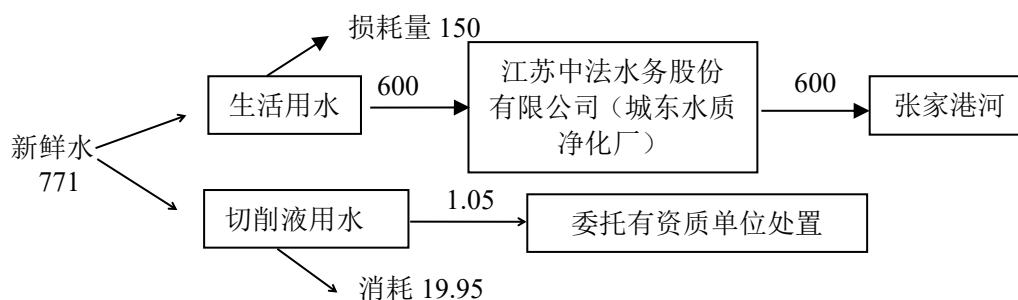 损耗量 150
生活用水
600
江苏中法水务股份
有限公司（城东水质
净化厂）
600
张家港河
新鲜水
771
切削液用水
1.05
委托有资质单位处置
消耗 19.95